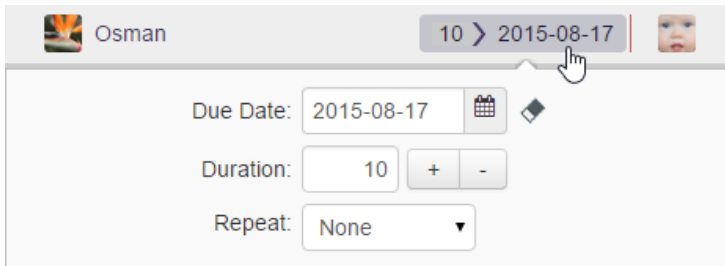 Osman 10 ❯ 2015-08-17
Due Date: 2015-08-17
Duration: 10 + -
Repeat: None